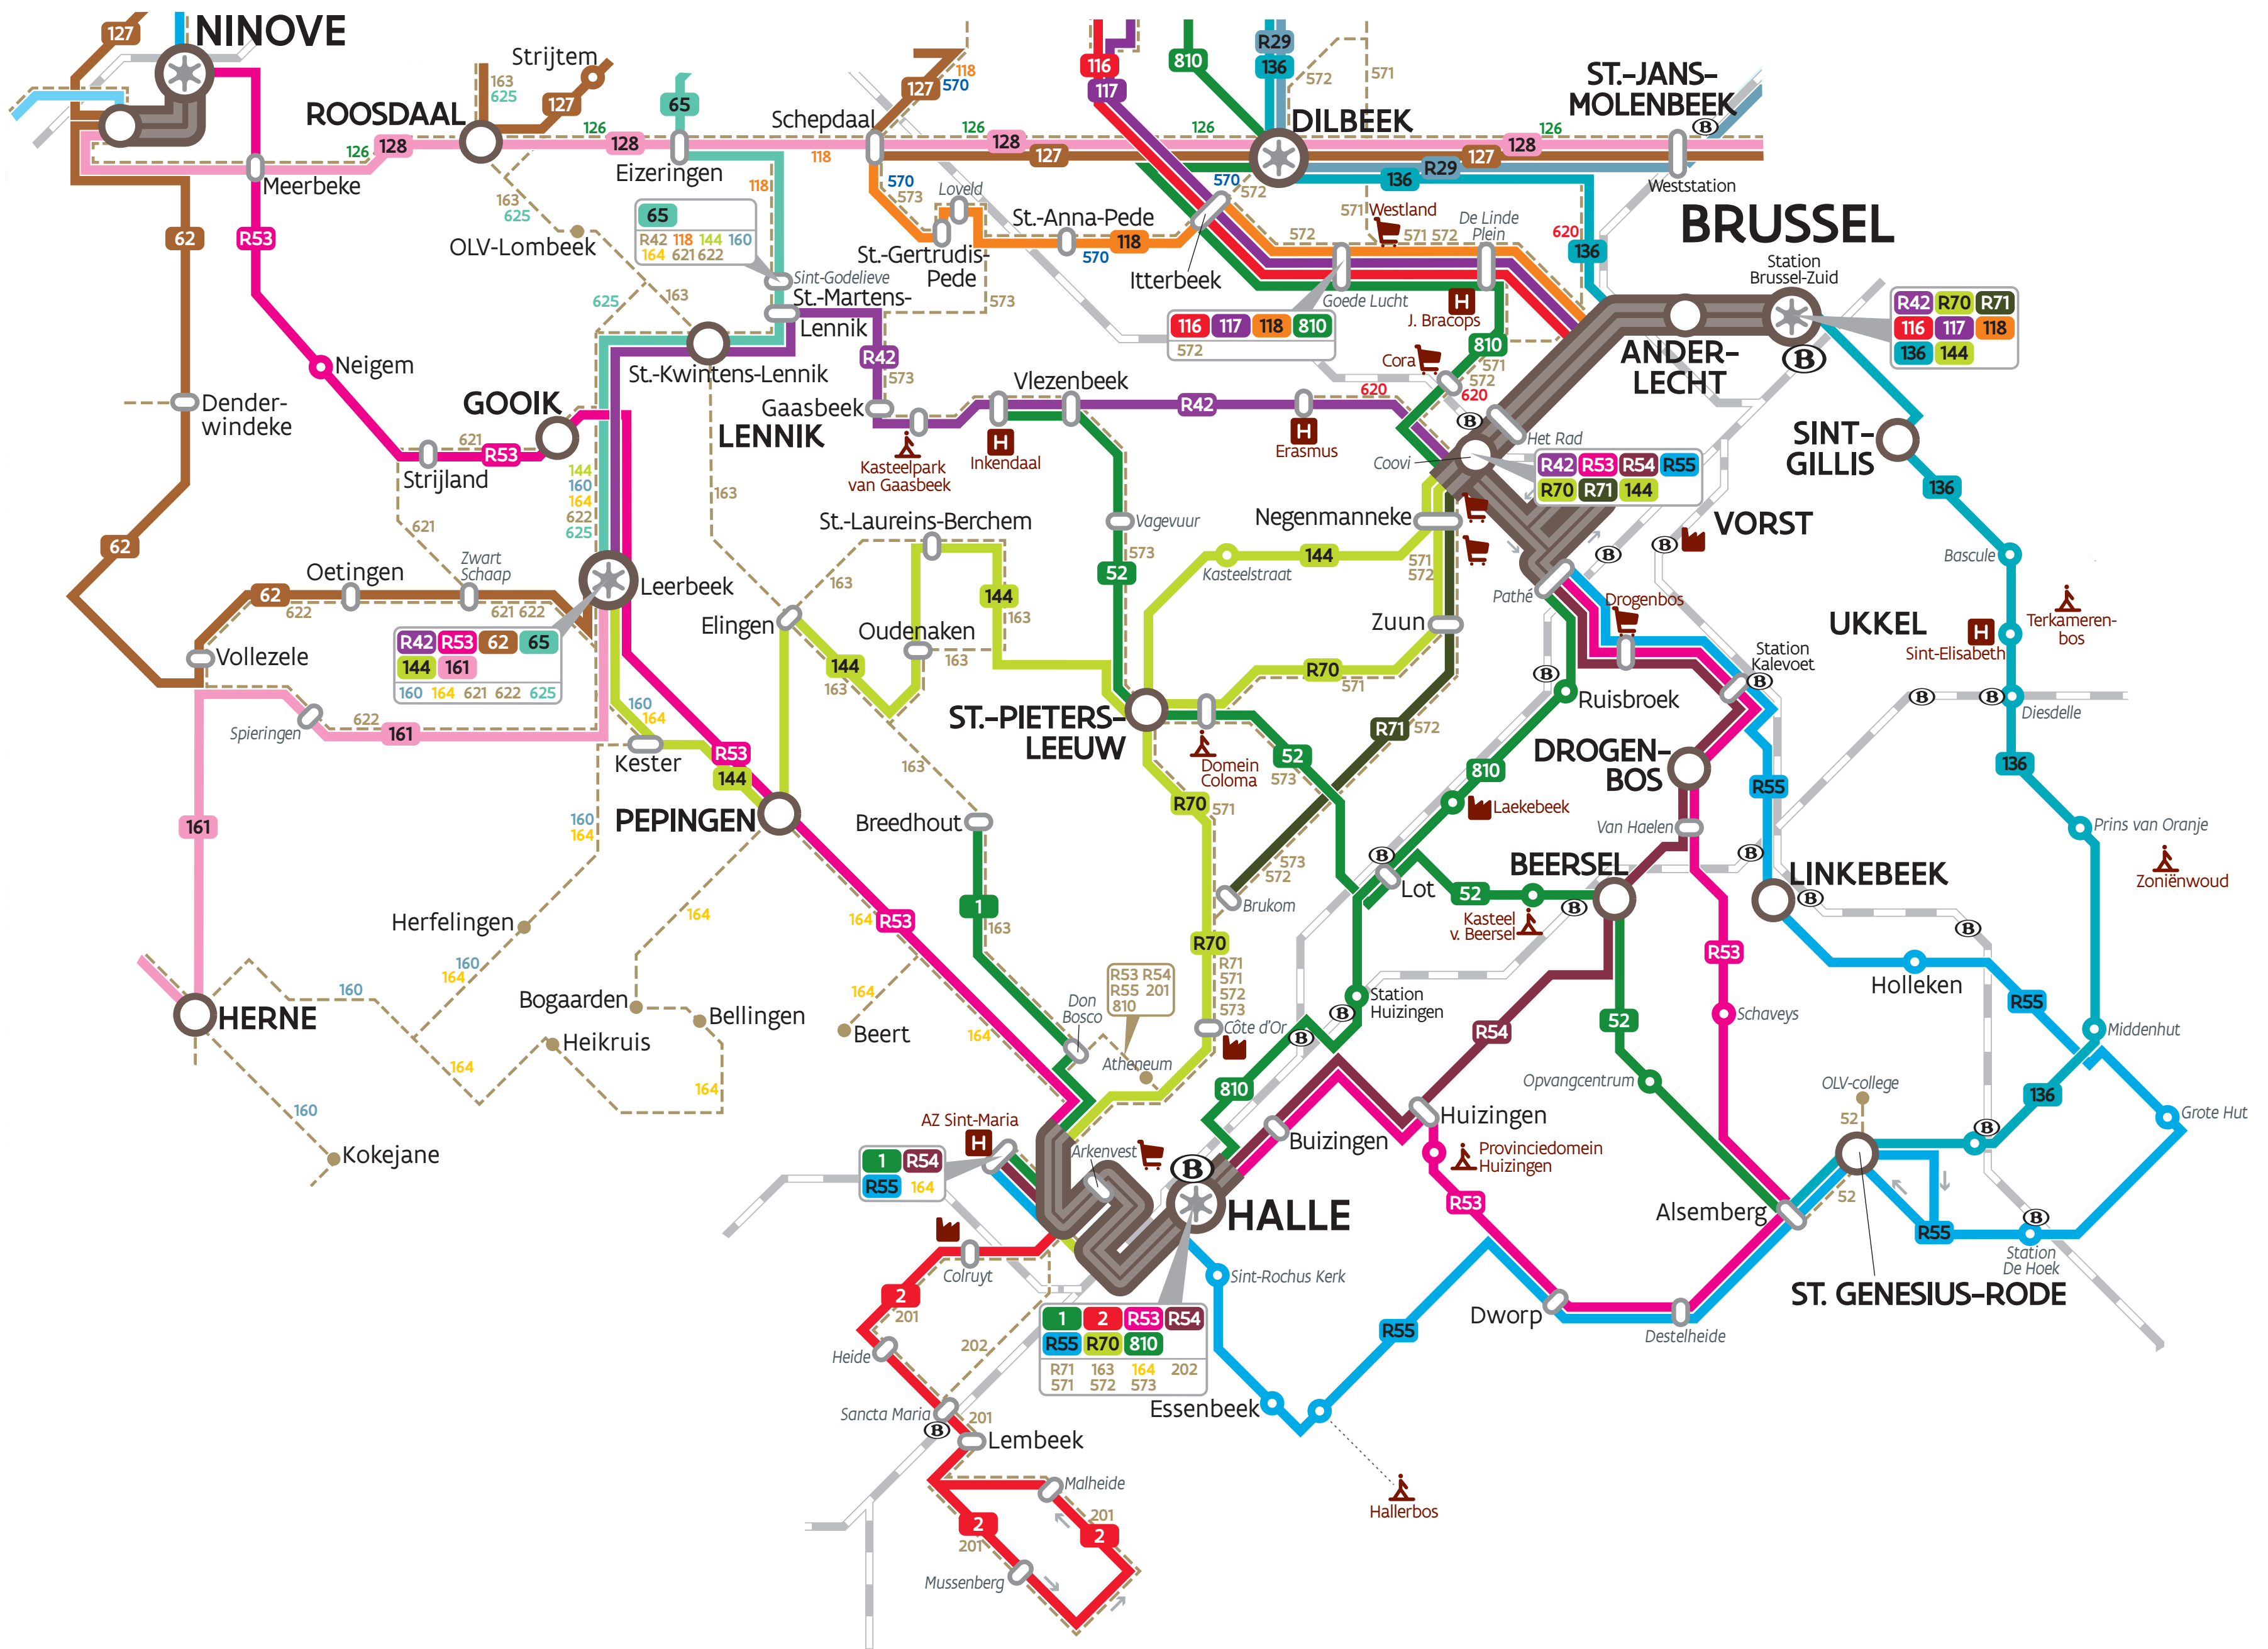 NINOVE
127
Strijtem
163
625
127
ROOSDAAL
65
127
118
570
Schepdaal
116
117
810
R29
136
572
571
ST.-JANS-
MOLENBEEK
B
DILBEEK
126
128
126
128
118
126
128
127
126
126
128
127
R29
136
Weststation
Meerbeke
Eizeringen
118
163
625
OLV-Lombeek
65
R42 118 144 160
164 621 622
Sint-Godelieve
St.-Martens-
Lennik
570
573
Loveld
St.-Gertrudis-
Pede
St.-Anna-Pede
118
570
573
570
572
Itterbeek
572
571
Westland
571 572
De Linde
Plein
620
136
BRUSSEL
Station
Brussel-Zuid
R42 R70 R71
116 117 118
136 144
B
Goede Lucht
H
J. Bracops
116 117 118 810
572
810
571
572
620
Cora
ANDER-
LECHT
62
R53
Neigem
625
163
St.-Kwintens-Lennik
R42
573
GOOIK
LENNIK
Gaasbeek
Kasteelpark
van Gaasbeek
Vlezenbeek
H
Inkendaal
R42
H
Erasmus
620
B
Het Rad
Coovi
R42 R53 R54 R55
R70 R71 144
SINT-
GILLIS
136
Dender-
windeke
Strijland
621
R53
621
144
160
164
622
625
163
Vagevuur
573
52
Negenmanneke
144
Kasteelstraat
571
572
VORST
B
B
Bascule
62
St.-Laureins-Berchem
163
144
163
Oetingen
Zwart
Schaap
62
622
621 622
Leerbeek
Elingen
Oudenaken
163
144
163
Zuun
Pathé
Drogenbos
UKKEL
H
Sint-Elisabeth
Terkameren-
bos
Vollezele
R42 R53 62 65
144 161
160 164 621 622 625
R70
571
B
Ruisbroek
Station
Kalevoet
B
B
B
Diesdelle
Spieringen
622
161
160
164
Kester
R53
144
ST.-PIETERS-
LEEUW
Domein
Coloma
52
573
R71
572
DROGEN-
BOS
R55
136
PEPINGEN
160
164
161
163
Breedhout
R70
571
810
Laekebeek
Van Haelen
B
Prins van Oranje
Zoniënwoud
B
Lot
573
572
Brukom
BEERSEL
LINKEBEEK
B
B
52
Kasteel
v. Beersel
B
Herfelingen
164
164
R53
1
163
R70
R53
Holleken
160
164
160
HERNE
Bogaarden
Bellingen
Heikruis
164
164
164
Beert
164
Don
Bosco
R53 R54
R55 201
810
Atheneum
R71
571
572
573
Côte d'Or
Station
Huizingen
B
B
R54
52
Schaveys
R55
Middenhut
160
Kokejane
810
Opvangcentrum
OLV-college
52
136
Grote Hut
AZ Sint-Maria
H
1 R54
R55 164
Arkenvest
B
HALLE
Buizingen
Huizingen
Provinciedomein
Huizingen
R53
Alsemberg
52
B
R55
B
Station
De Hoek
ST. GENESIUS-RODE
Colruyt
2
201
Heide
202
Sint-Rochus Kerk
1 2 R53 R54
R55 R70 810
R71 163 164 202
571 572 573
R55
Dworp
Destelheide
Sancta Maria
B
201
Lembeek
Essenbeek
Malheide
Hallerbos
2
201
201
2
Mussenberg